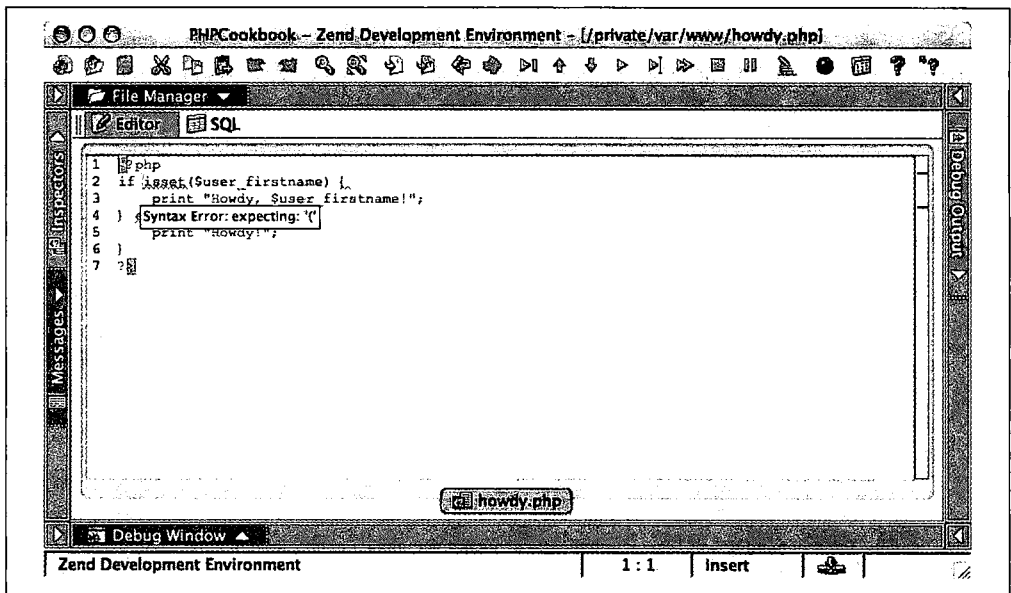 PHPCookbook – Zend Development Environment – [/private/var/www/howdy.php]
File Manager
Editor SQL
1 <?php
2 if isset($user_firstname) {
3 print "Howdy, $user_firstname!";
4 }
Syntax Error: expecting: '('
5 print "Howdy!";
6 }
7 ?>
Inspectors
Messages
Debug Output
howdy.php
Debug Window
Zend Development Environment 1 : 1 Insert